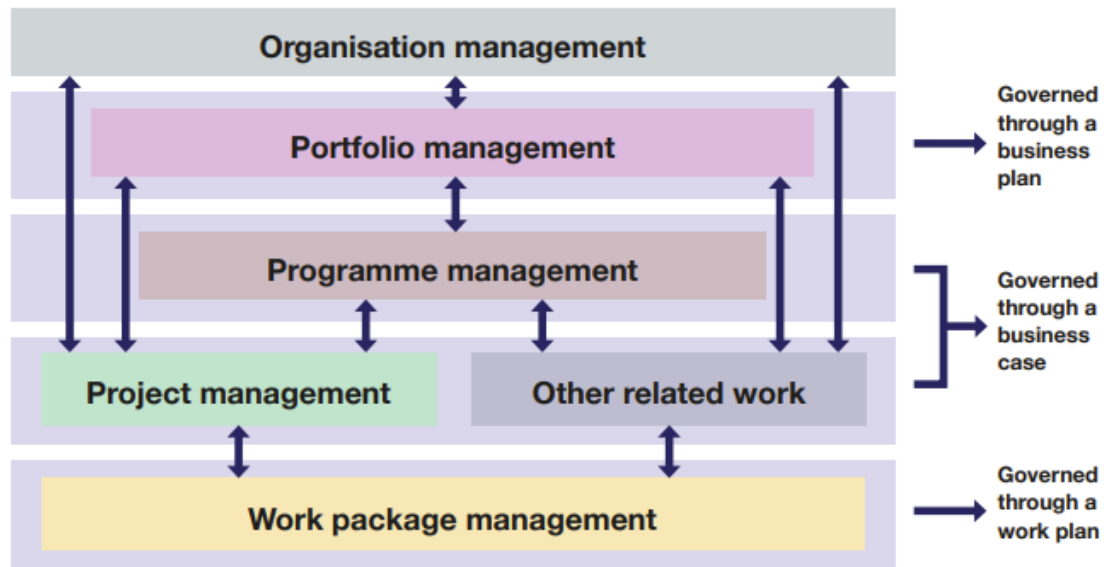 Organisation management
Governed
through a
business
plan
Portfolio management
Programme management
Governed
through a
business
case
Project management
Other related work
Governed
through a
work plan
Work package management